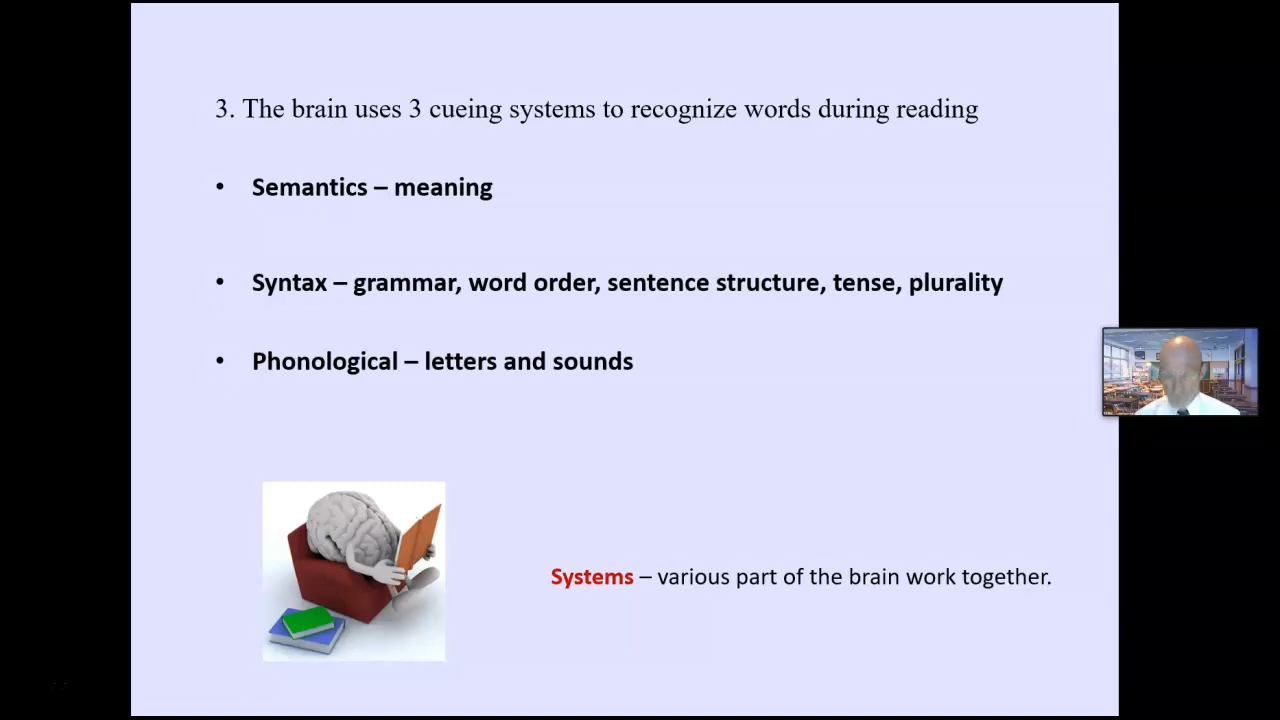 3. The brain uses 3 cueing systems to recognize words during reading
• Semantics – meaning
• Syntax – grammar, word order, sentence structure, tense, plurality
• Phonological – letters and sounds
Systems – various part of the brain work together.